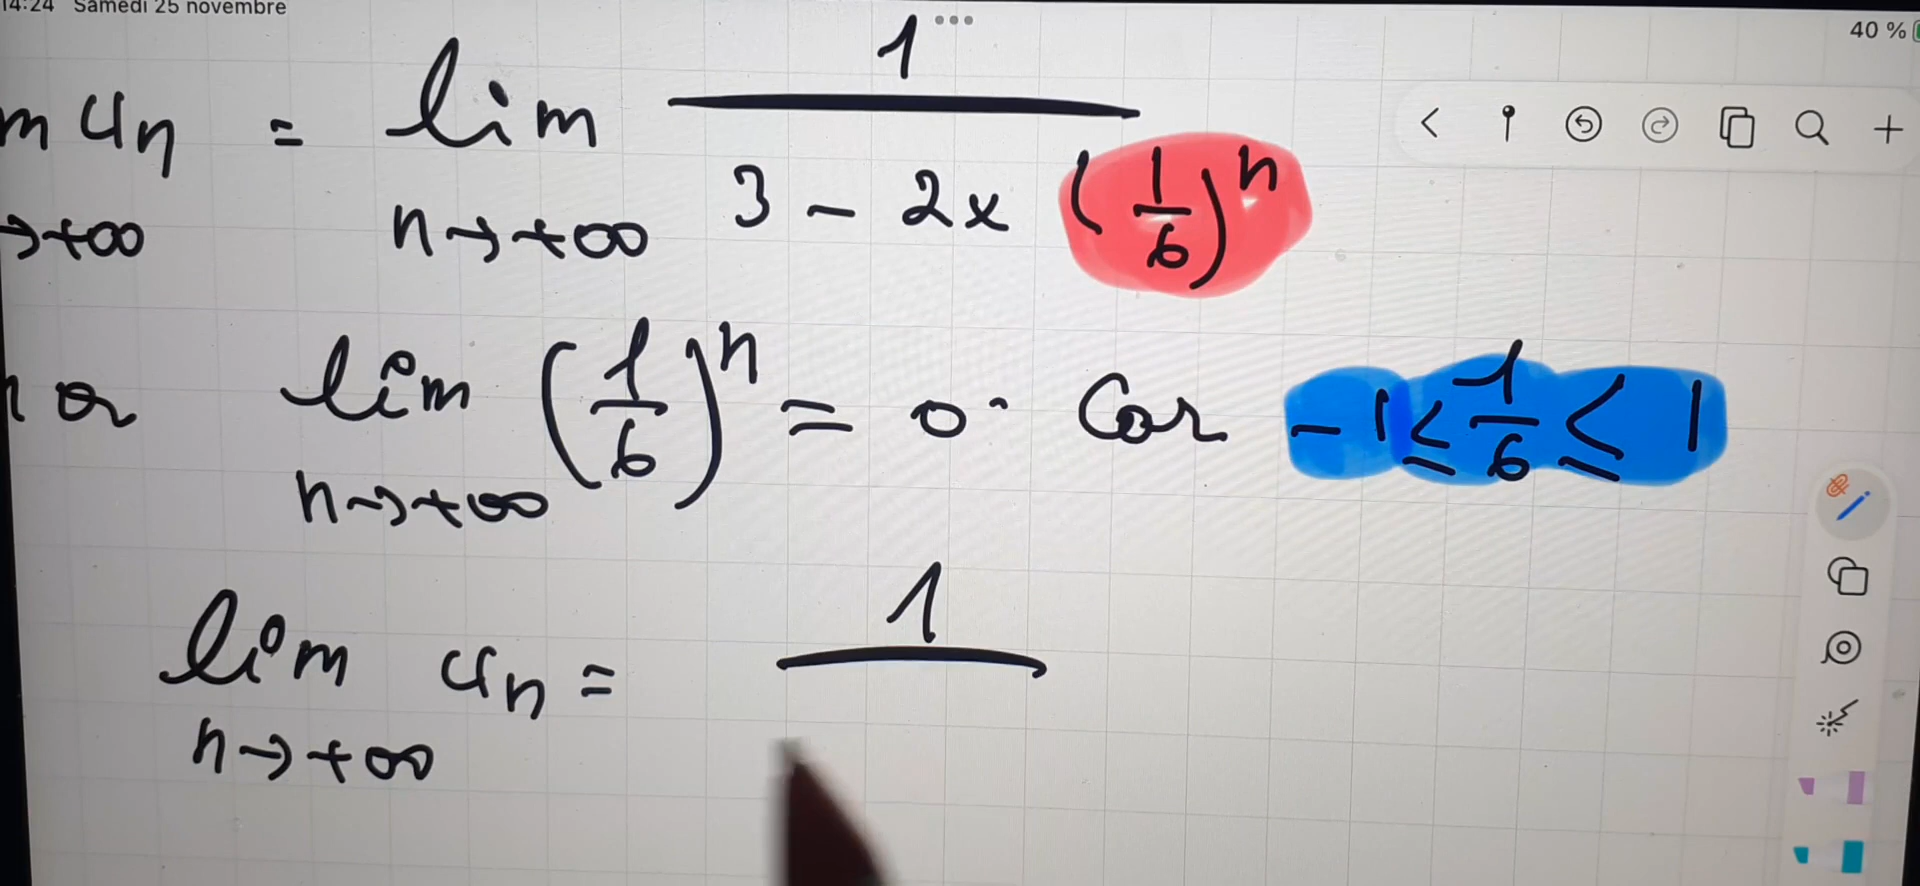 14:24 Samedi 25 novembre
40 %
m Un = lim 1 / (3 - 2x (1/6)^n)
→+∞ n→+∞
or lim (1/6)^n = 0. Car -1 ≤ 1/6 ≤ 1
n→+∞
lim Un = 1
n→+∞